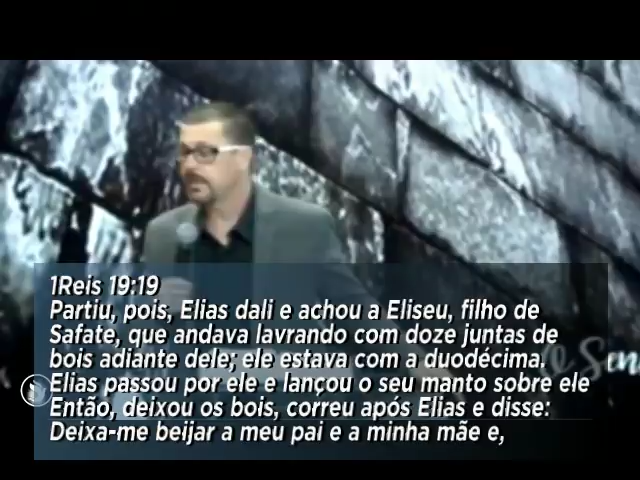 1Reis 19:19
Partiu, pois, Elias dali e achou a Eliseu, filho de
Safate, que andava lavrando com doze juntas de
bois adiante dele; ele estava com a duodécima.
Elias passou por ele e lançou o seu manto sobre ele
Então, deixou os bois, correu após Elias e disse:
Deixa-me beijar a meu pai e a minha mãe e,